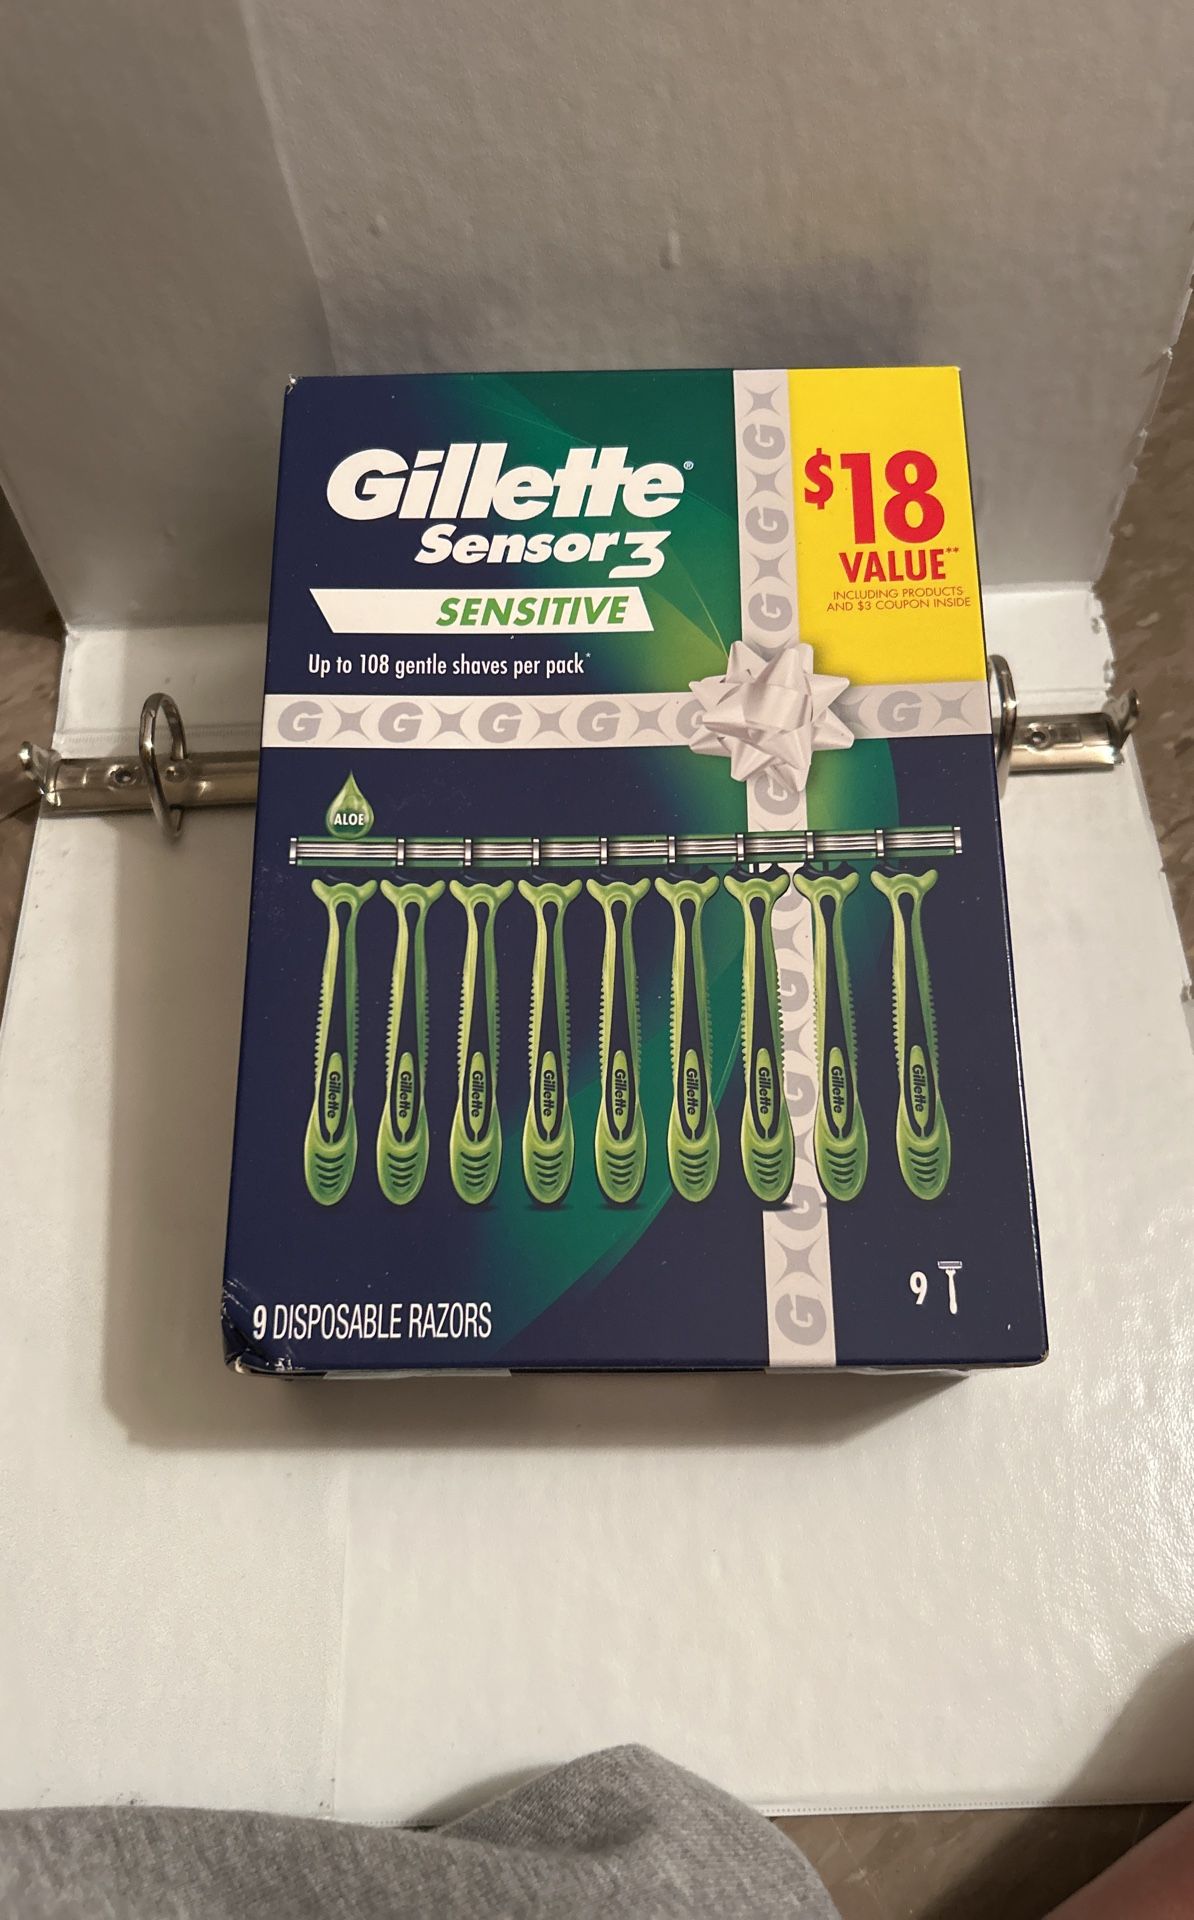 Gillette®
Sensor3
SENSITIVE
Up to 108 gentle shaves per pack*
$18
VALUE**
INCLUDING PRODUCTS
AND $3 COUPON INSIDE
G G G G G G
G
G
G
G
ALOE
G
G
G
G
Gillette Gillette Gillette Gillette Gillette Gillette Gillette Gillette Gillette
9 DISPOSABLE RAZORS
9